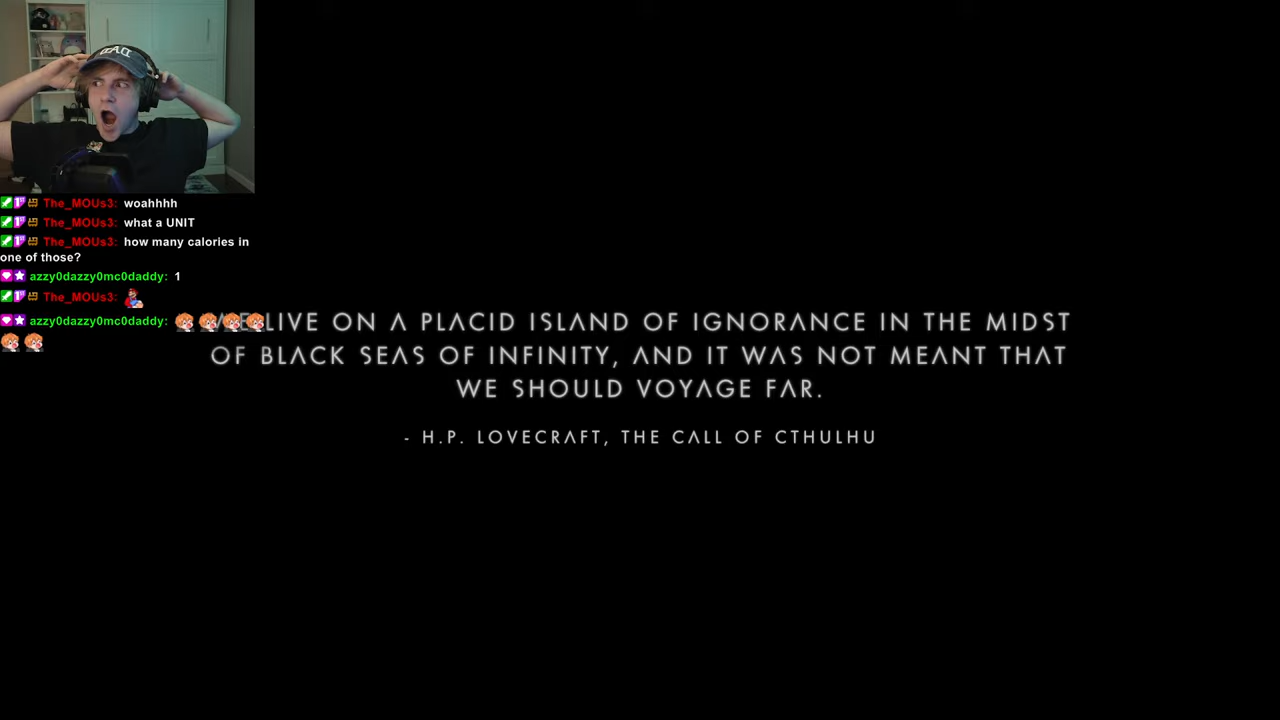 DAD
The_MOUs3: woahhhh
The_MOUs3: what a UNIT
The_MOUs3: how many calories in
one of those?
azzy0dazzy0mc0daddy: 1
The_MOUs3:
azzy0dazzy0mc0daddy:
WE LIVE ON A PLACID ISLAND OF IGNORANCE IN THE MIDST
OF BLACK SEAS OF INFINITY, AND IT WAS NOT MEANT THAT
WE SHOULD VOYAGE FAR.
- H.P. LOVECRAFT, THE CALL OF CTHULHU